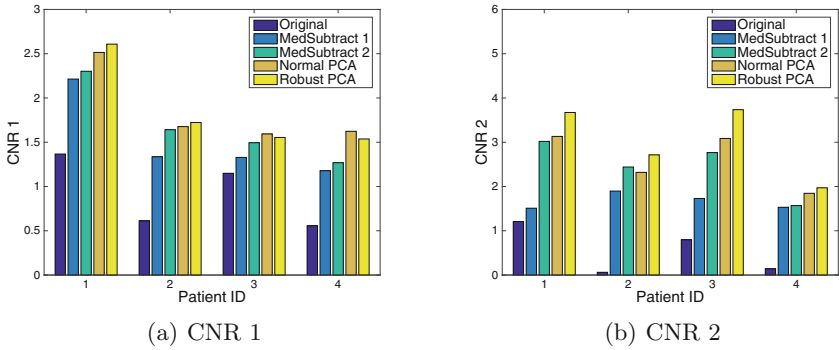 3
2.5
2
1.5
1
0.5
0
CNR 1
Original
MedSubtract 1
MedSubtract 2
Normal PCA
Robust PCA
1 2 3 4
Patient ID
(a) CNR 1
6
5
4
3
2
1
0
CNR 2
Original
MedSubtract 1
MedSubtract 2
Normal PCA
Robust PCA
1 2 3 4
Patient ID
(b) CNR 2